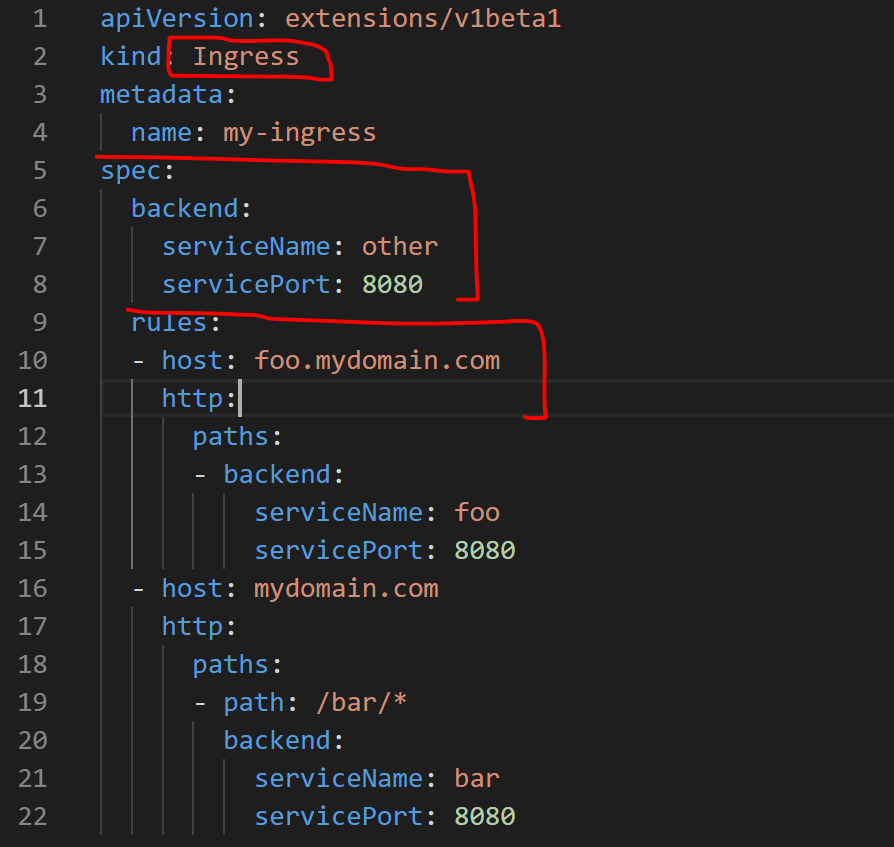 1 apiVersion: extensions/v1beta1
2 kind: Ingress
3 metadata:
4   name: my-ingress
5 spec:
6   backend:
7     serviceName: other
8     servicePort: 8080
9   rules:
10   - host: foo.mydomain.com
11     http:
12       paths:
13       - backend:
14           serviceName: foo
15           servicePort: 8080
16   - host: mydomain.com
17     http:
18       paths:
19       - path: /bar/*
20         backend:
21           serviceName: bar
22           servicePort: 8080